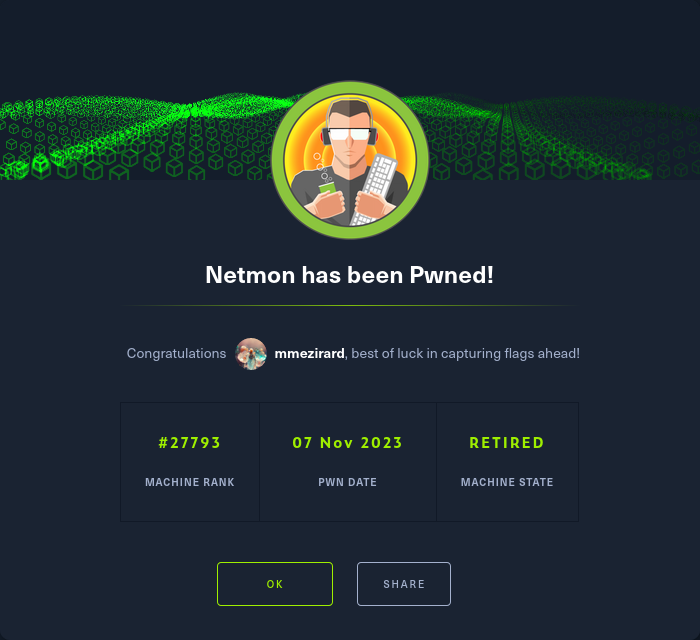 Netmon has been Pwned!
Congratulations mmezirard, best of luck in capturing flags ahead!
#27793 07 Nov 2023 RETIRED
MACHINE RANK PWN DATE MACHINE STATE
OK SHARE